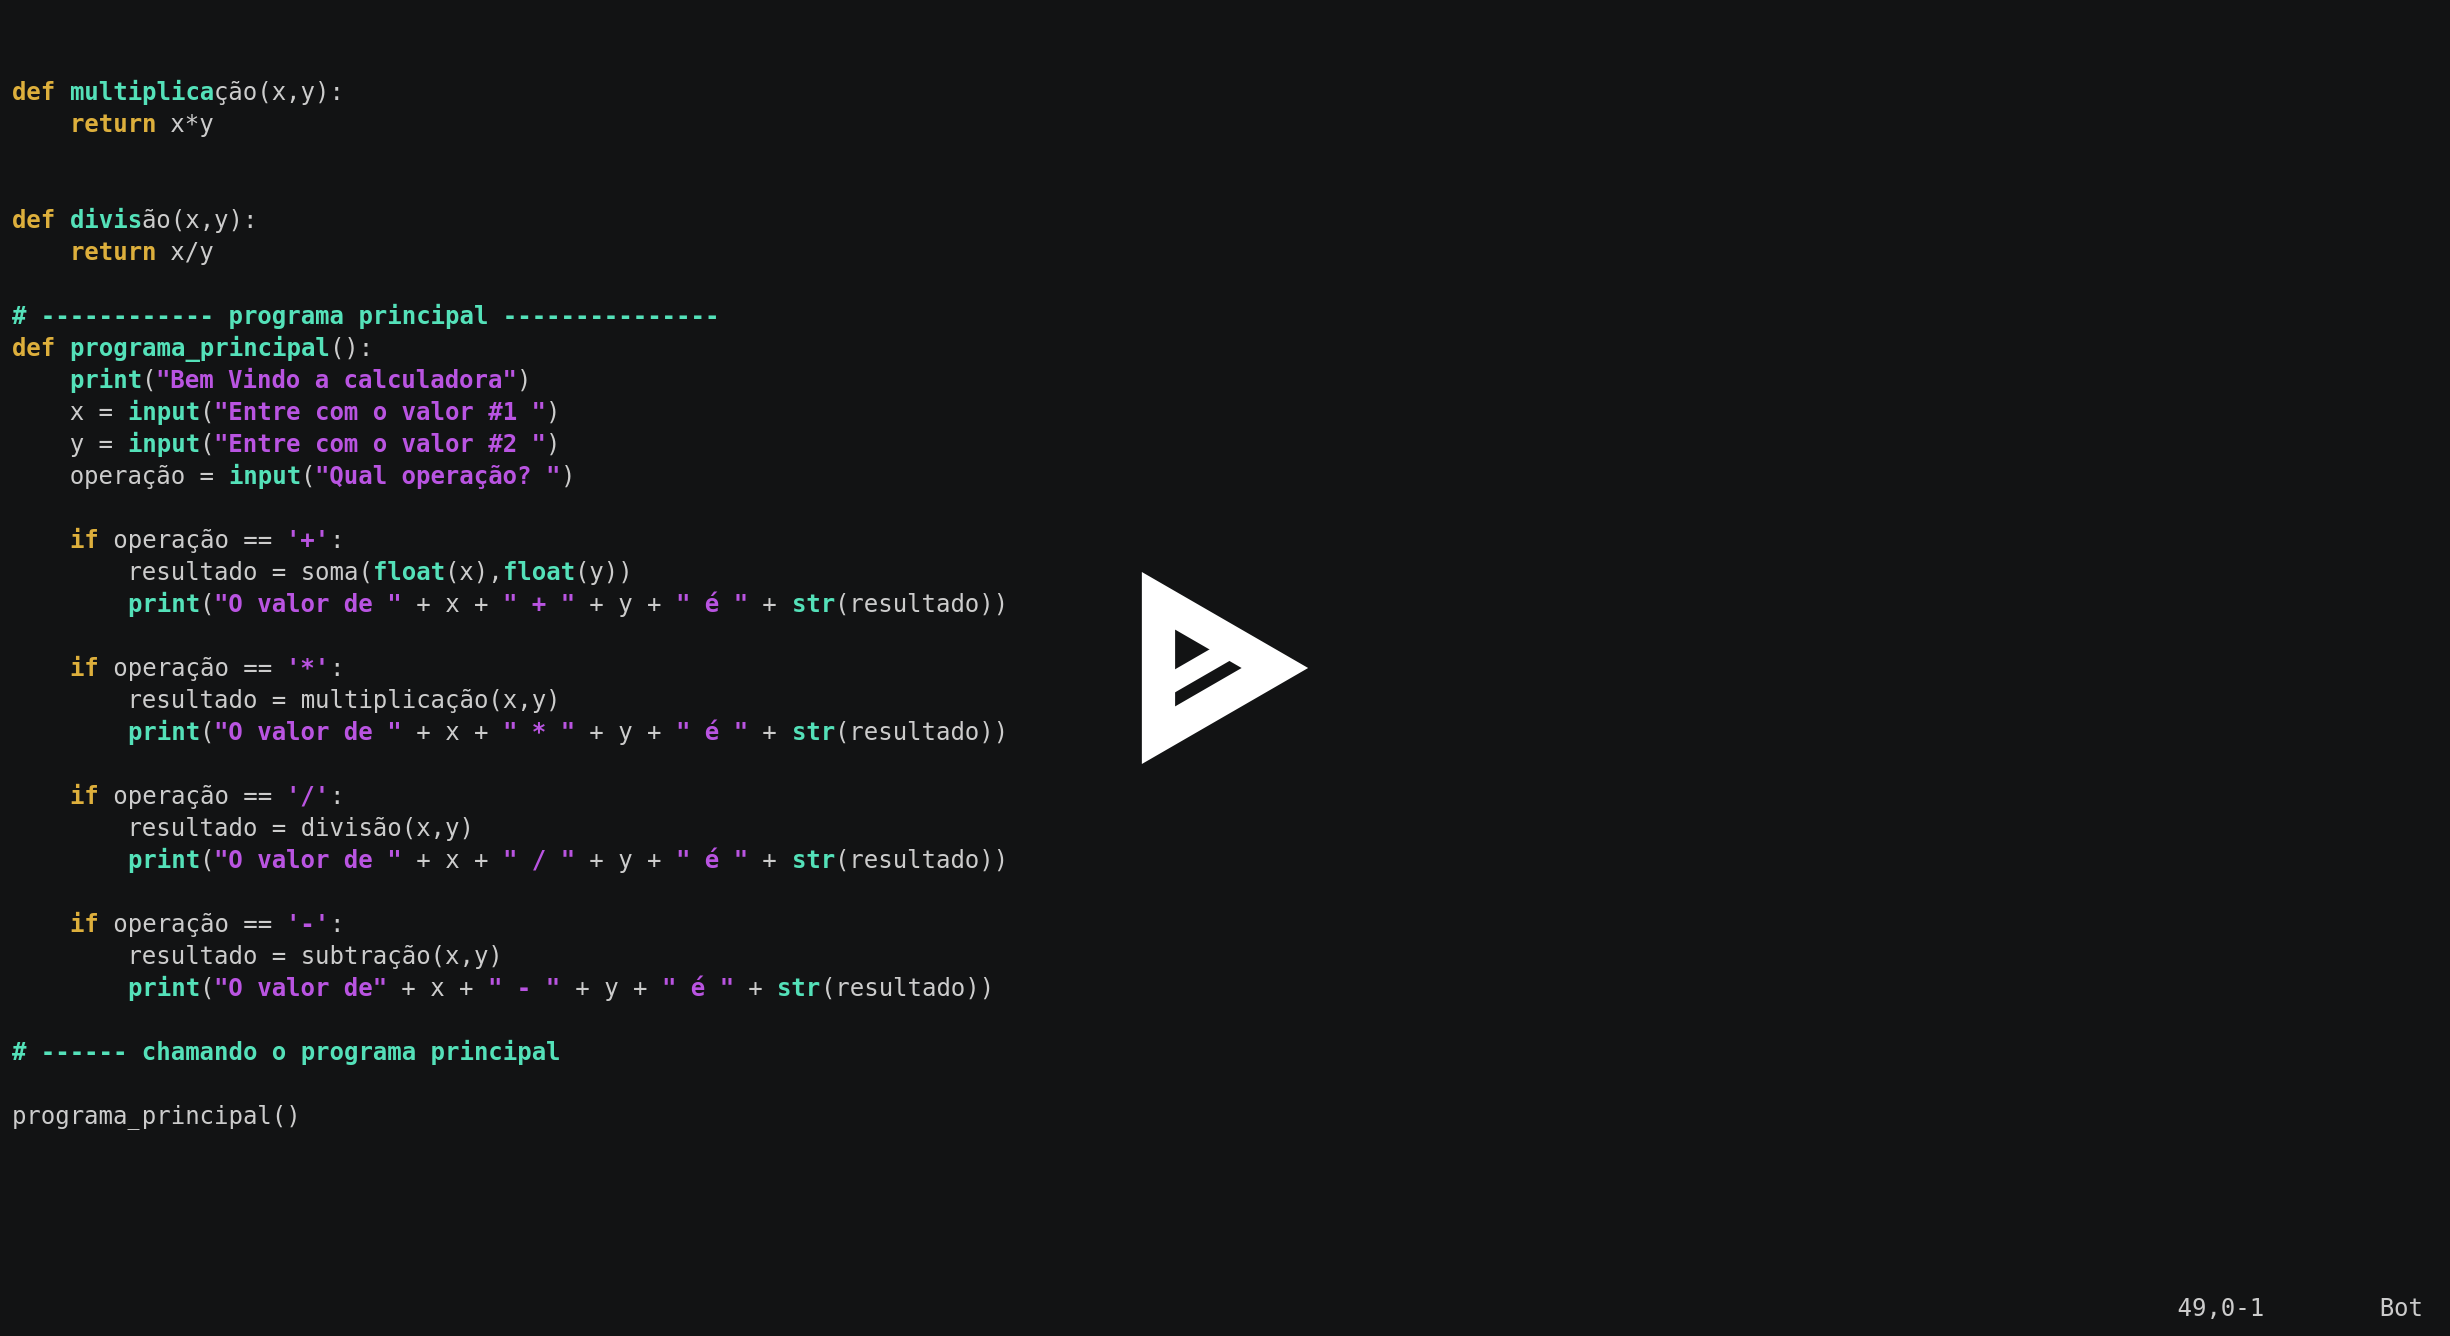 def multiplicação(x,y):
    return x*y
def divisão(x,y):
    return x/y
# ------------ programa principal ---------------
def programa_principal():
    print("Bem Vindo a calculadora")
    x = input("Entre com o valor #1 ")
    y = input("Entre com o valor #2 ")
    operação = input("Qual operação? ")
    if operação == '+':
        resultado = soma(float(x),float(y))
        print("O valor de " + x + " + " + y + " é " + str(resultado))
    if operação == '*':
        resultado = multiplicação(x,y)
        print("O valor de " + x + " * " + y + " é " + str(resultado))
    if operação == '/':
        resultado = divisão(x,y)
        print("O valor de " + x + " / " + y + " é " + str(resultado))
    if operação == '-':
        resultado = subtração(x,y)
        print("O valor de" + x + " - " + y + " é " + str(resultado))
# ------ chamando o programa principal
programa_principal()
49,0-1        Bot